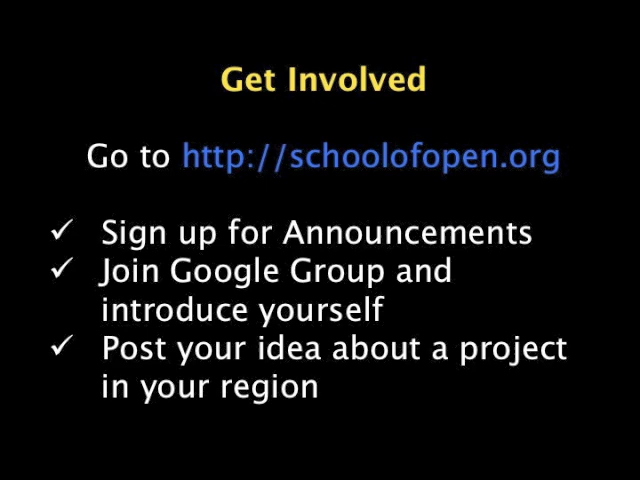 Get Involved
Go to http://schoolofopen.org
✓ Sign up for Announcements
✓ Join Google Group and
introduce yourself
✓ Post your idea about a project
in your region